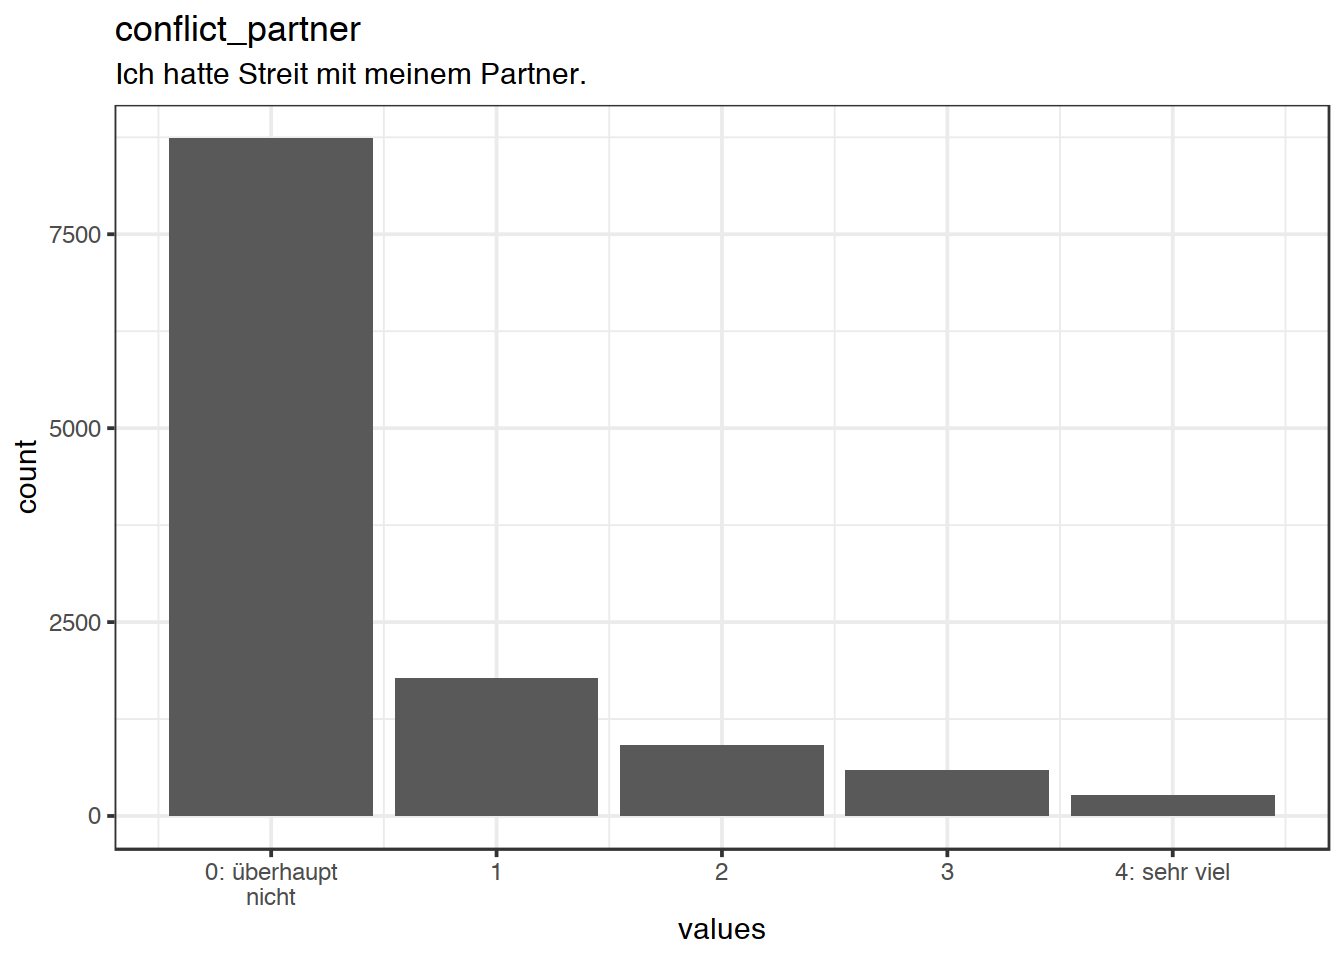 conflict_partner
Ich hatte Streit mit meinem Partner.
count
7500
5000
2500
0
0: überhaupt
nicht
1
2
3
4: sehr viel
values